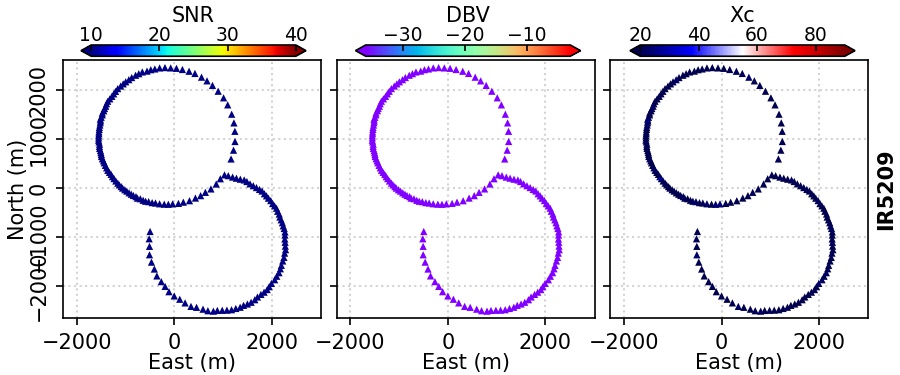 SNR
DBV
Xc
10 20 30 40
−30 −20 −10
20 40 60 80
North (m)
2000
1000
0
−1000
−2000
−2000 0 2000
−2000 0 2000
−2000 0 2000
East (m)
East (m)
East (m)
IR5209